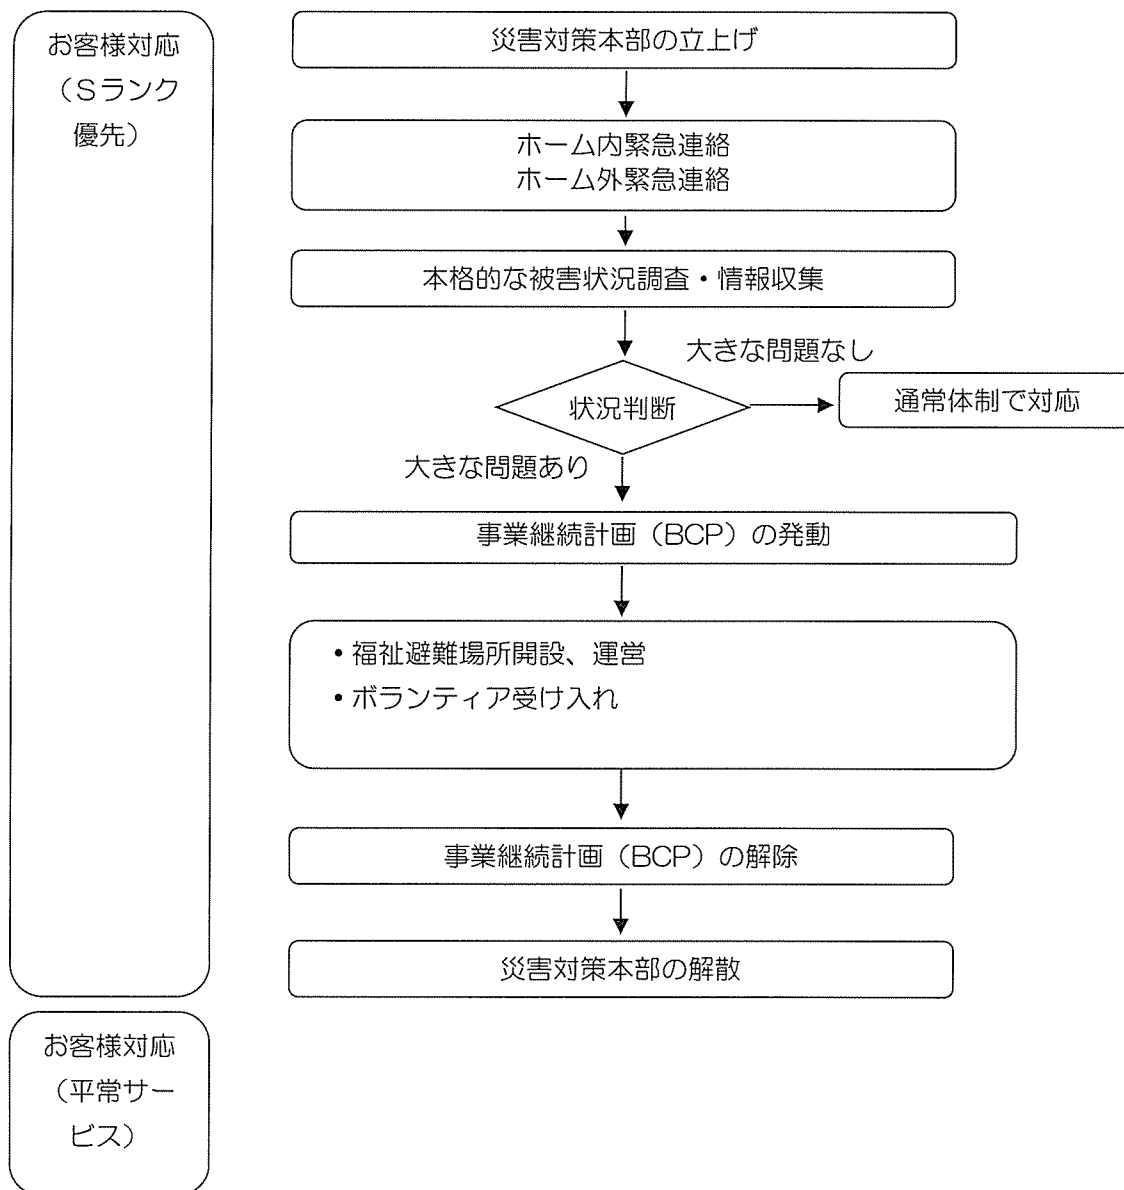 お客様対応
（Sランク
優先）
災害対策本部の立上げ
ホーム内緊急連絡
ホーム外緊急連絡
本格的な被害状況調査・情報収集
大きな問題なし
状況判断
通常体制で対応
大きな問題あり
事業継続計画（BCP）の発動
・福祉避難場所開設、運営
・ボランティア受け入れ
事業継続計画（BCP）の解除
災害対策本部の解散
お客様対応
（平常サー
ビス）